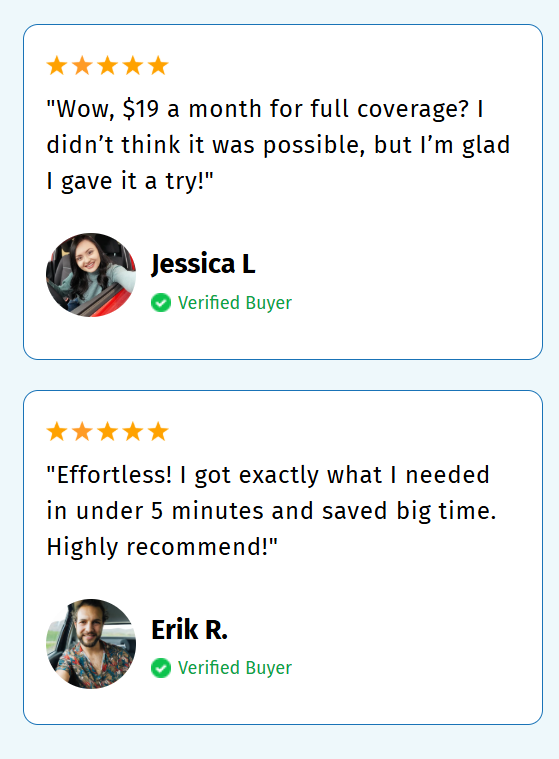 "Wow, $19 a month for full coverage? I
didn’t think it was possible, but I’m glad
I gave it a try!"
Jessica L
Verified Buyer
"Effortless! I got exactly what I needed
in under 5 minutes and saved big time.
Highly recommend!"
Erik R.
Verified Buyer